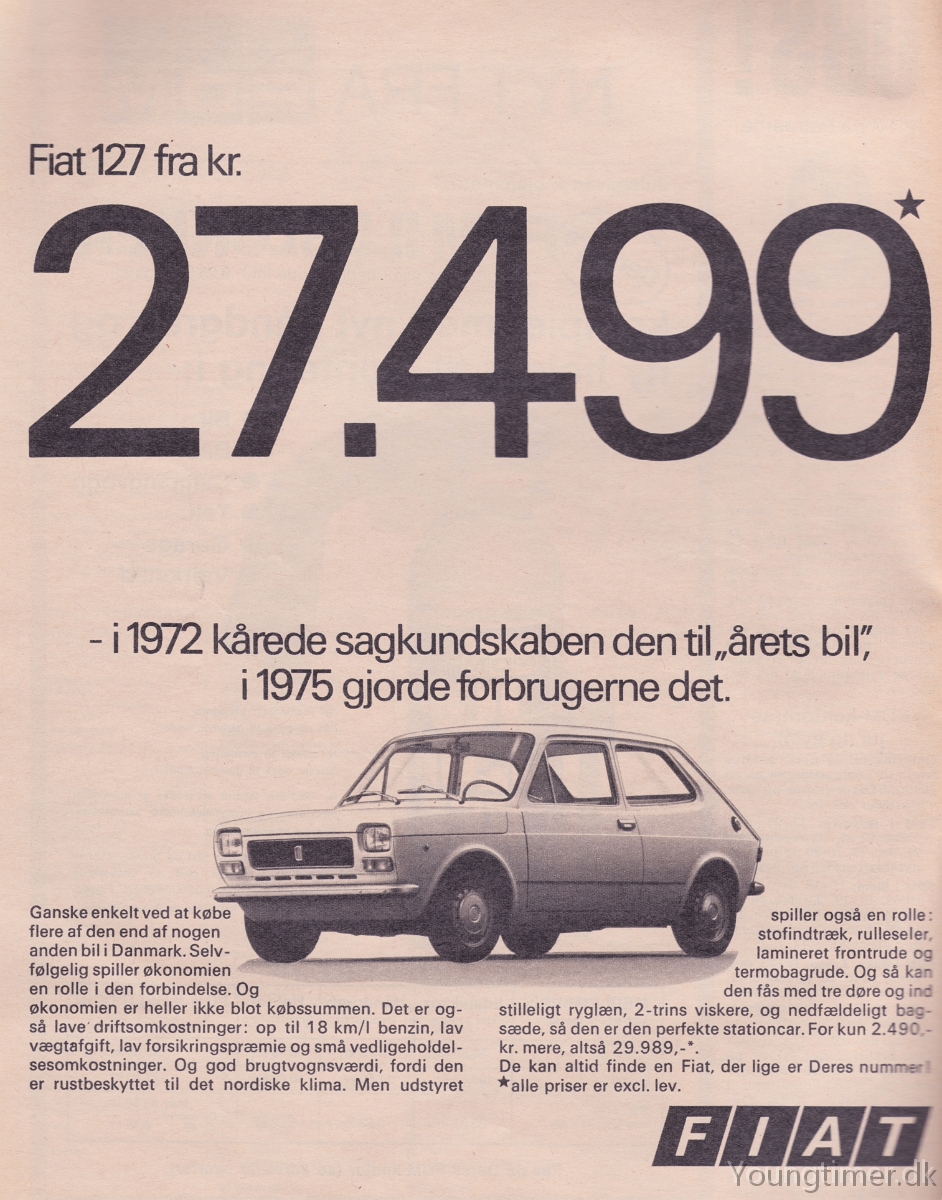 Fiat 127 fra kr.
27.499★
- i 1972 kårede sagkundskaben den til „årets bil”,
i 1975 gjorde forbrugerne det.
Ganske enkelt ved at købe
flere af den end af nogen
anden bil i Danmark. Selv-
følgelig spiller økonomien
en rolle i den forbindelse. Og
økonomien er heller ikke blot købssummen. Det er og-
så lave driftsomkostninger: op til 18 km/l benzin, lav
vægtafgift, lav forsikringspræmie og små vedligeholdel-
sesomkostninger. Og god brugtvognsværdi, fordi den
er rustbeskyttet til det nordiske klima. Men udstyret
spiller også en rolle:
stofindtræk, rulleseler,
lamineret frontrude og
termobagrude. Og så kan
den fås med tre døre og ind
stilleligt ryglæn, 2-trins viskere, og nedfældeligt bag-
sæde, så den er den perfekte stationcar. For kun 2.490,-
kr. mere, altså 29.989,-*.
De kan altid finde en Fiat, der lige er Deres nummer!
★alle priser er excl. lev.
FIAT
Youngtimer.dk